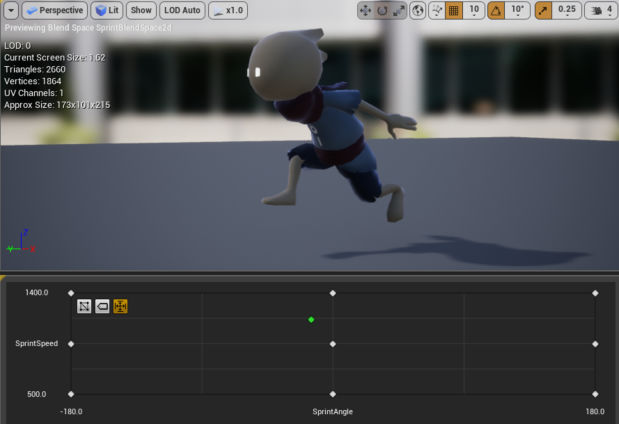 Perspective Lit Show LOD Auto x1.0 10 10° 0.25 4
Previewing Blend Space SprintBlendSpace2d
LOD: 0
Current Screen Size: 1.62
Triangles: 2660
Vertices: 1864
UV Channels: 1
Approx Size: 173x101x215
Z
Y X
1400.0
SprintSpeed
500.0
-180.0 SprintAngle 180.0